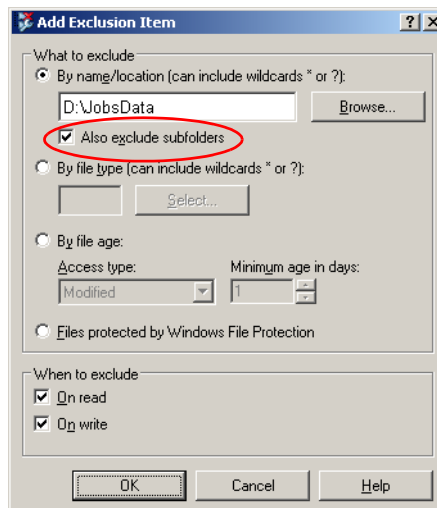 Add Exclusion Item
What to exclude
By name/location (can include wildcards * or ?):
D:\JobsData
Browse...
Also exclude subfolders
By file type (can include wildcards * or ?):
Select...
By file age:
Access type:
Minimum age in days:
Modified
1
Files protected by Windows File Protection
When to exclude
On read
On write
OK
Cancel
Help